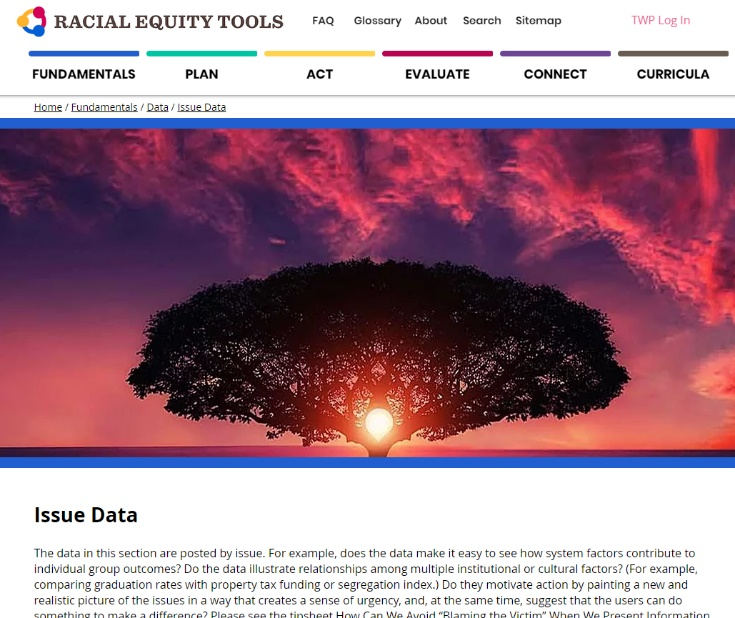 RACIAL EQUITY TOOLS
FAQ Glossary About Search Sitemap TWP Log In
FUNDAMENTALS PLAN ACT EVALUATE CONNECT CURRICULA
Home / Fundamentals / Data / Issue Data
Issue Data
The data in this section are posted by issue. For example, does the data make it easy to see how system factors contribute to
individual group outcomes? Do the data illustrate relationships among multiple institutional or cultural factors? (For example,
comparing graduation rates with property tax funding or segregation index.) Do they motivate action by painting a new and
realistic picture of the issues in a way that creates a sense of urgency, and, at the same time, suggest that the users can do
something to make a difference? Please see the tipsheet How Can We Avoid “Blaming the Victim” When We Present Information